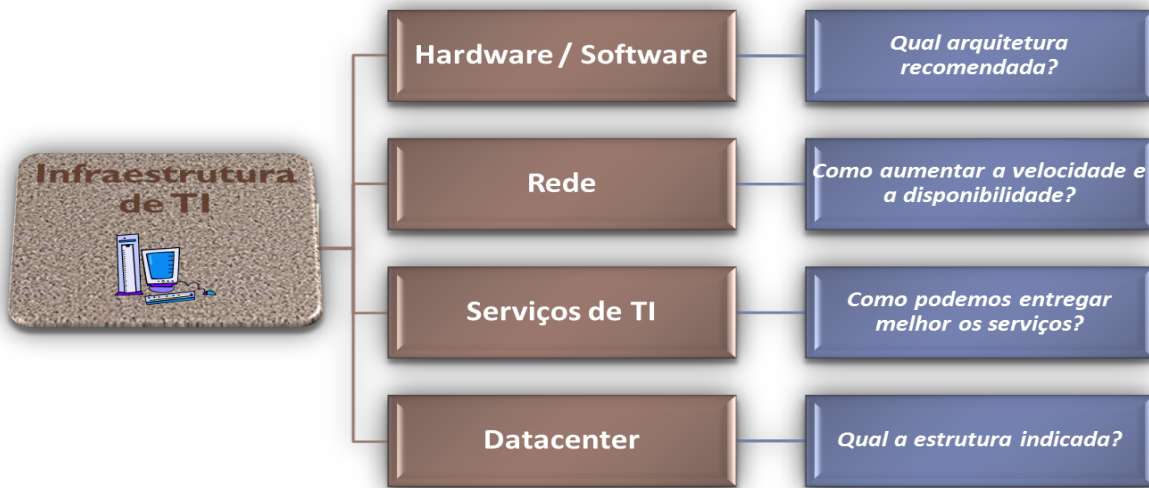 Infraestrutura
de TI
Hardware / Software
Qual arquitetura
recomendada?
Rede
Como aumentar a velocidade e
a disponibilidade?
Serviços de TI
Como podemos entregar
melhor os serviços?
Datacenter
Qual a estrutura indicada?